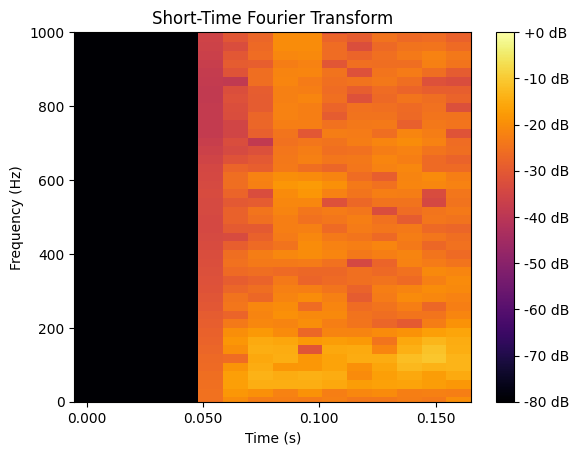 Short-Time Fourier Transform
1000
800
600
400
200
0
Frequency (Hz)
0.000
0.050
0.100
0.150
Time (s)
+0 dB
-10 dB
-20 dB
-30 dB
-40 dB
-50 dB
-60 dB
-70 dB
-80 dB